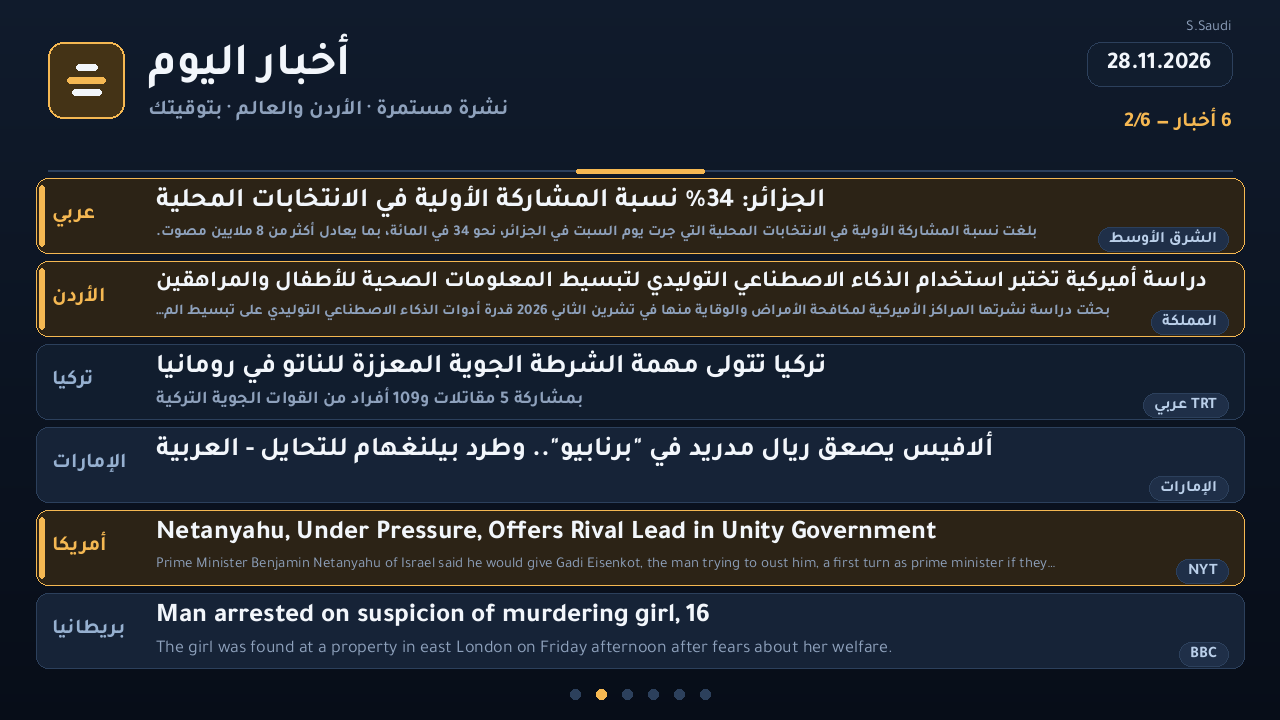 S.Saudi
أخبار اليوم
28.11.2026
نشرة مستمرة · الأردن والعالم · بتوقيتك
6 أخبار — 2/6
عربي
الجزائر: 34% نسبة المشاركة الأولية في الانتخابات المحلية
بلغت نسبة المشاركة الأولية في الانتخابات المحلية التي جرت يوم السبت في الجزائر، نحو 34 في المائة، بما يعادل أكثر من 8 ملايين مصوت.
الشرق الأوسط
الأردن
دراسة أميركية تختبر استخدام الذكاء الاصطناعي التوليدي لتبسيط المعلومات الصحية للأطفال والمراهقين
بحثت دراسة نشرتها المراكز الأميركية لمكافحة الأمراض والوقاية منها في تشرين الثاني 2026 قدرة أدوات الذكاء الاصطناعي التوليدي على تبسيط الم…
المملكة
تركيا
تركيا تتولى مهمة الشرطة الجوية المعززة للناتو في رومانيا
بمشاركة 5 مقاتلات و109 أفراد من القوات الجوية التركية
TRT عربي
الإمارات
ألافيس يصعق ريال مدريد في "برنابيو".. وطرد بيلنغهام للتحايل - العربية
الإمارات
أمريكا
Netanyahu, Under Pressure, Offers Rival Lead in Unity Government
Prime Minister Benjamin Netanyahu of Israel said he would give Gadi Eisenkot, the man trying to oust him, a first turn as prime minister if they…
NYT
بريطانيا
Man arrested on suspicion of murdering girl, 16
The girl was found at a property in east London on Friday afternoon after fears about her welfare.
BBC